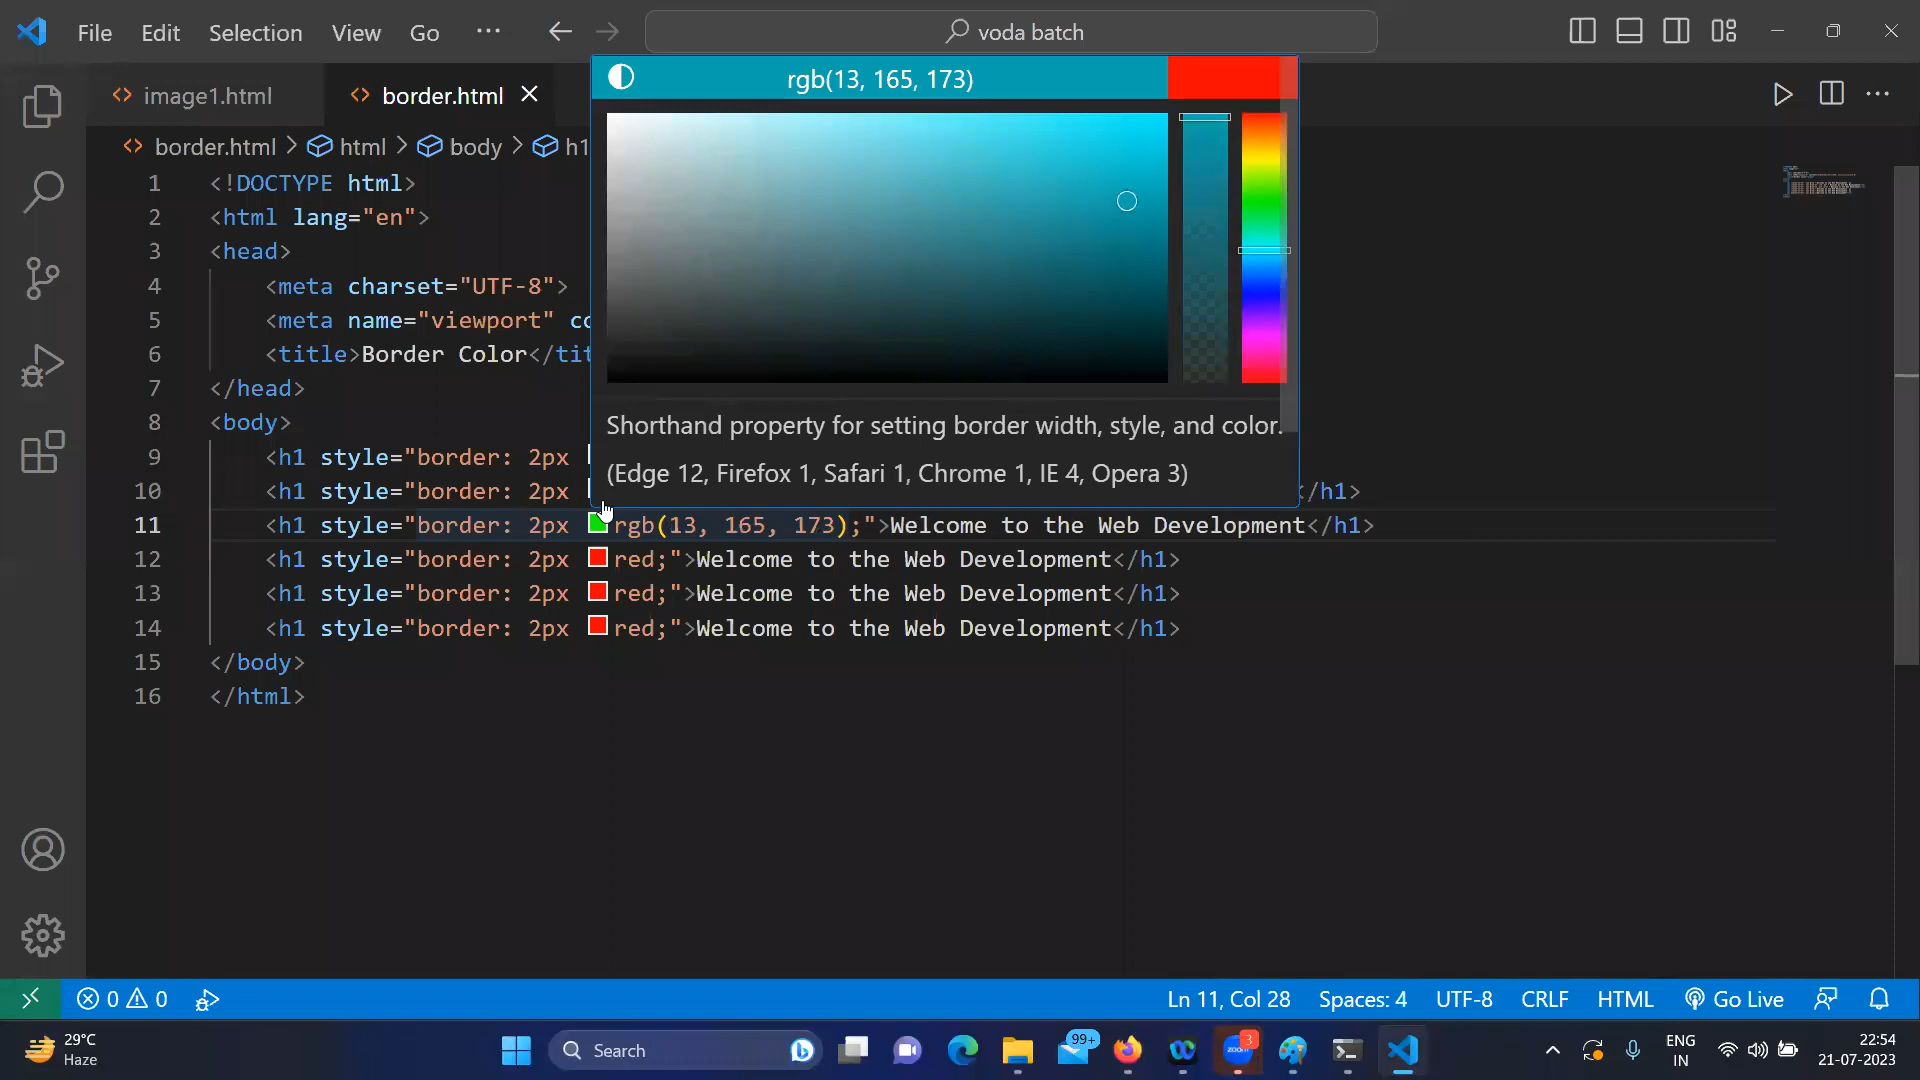 File Edit Selection View Go ··· voda batch
image1.html border.html
border.html > html > body > h1
rgb(13, 165, 173)
Shorthand property for setting border width, style, and color.
(Edge 12, Firefox 1, Safari 1, Chrome 1, IE 4, Opera 3)
1 <!DOCTYPE html>
2 <html lang="en">
3 <head>
4 <meta charset="UTF-8">
5 <meta name="viewport" co
6 <title>Border Color</tit
7 </head>
8 <body>
9 <h1 style="border: 2px
10 <h1 style="border: 2px </h1>
11 <h1 style="border: 2px rgb(13, 165, 173);">Welcome to the Web Development</h1>
12 <h1 style="border: 2px red;">Welcome to the Web Development</h1>
13 <h1 style="border: 2px red;">Welcome to the Web Development</h1>
14 <h1 style="border: 2px red;">Welcome to the Web Development</h1>
15 </body>
16 </html>
0 0 Ln 11, Col 28 Spaces: 4 UTF-8 CRLF HTML Go Live
29°C
Haze
Search
99+
zoom
3
ENG
IN
22:54
21-07-2023